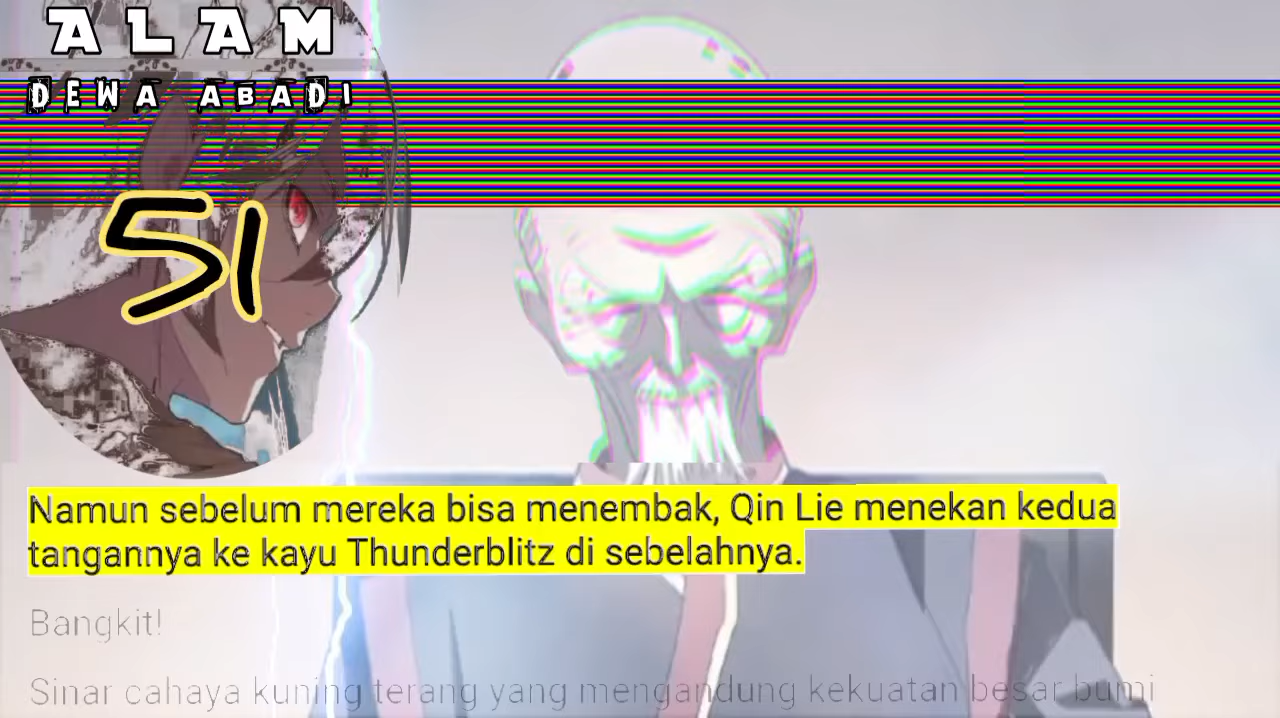 ALAM
DEWA ABADI
51
Namun sebelum mereka bisa menembak, Qin Lie menekan kedua
tangannya ke kayu Thunderblitz di sebelahnya.
Bangkit!
Sinar cahaya kuning terang yang mengandung kekuatan besar bumi